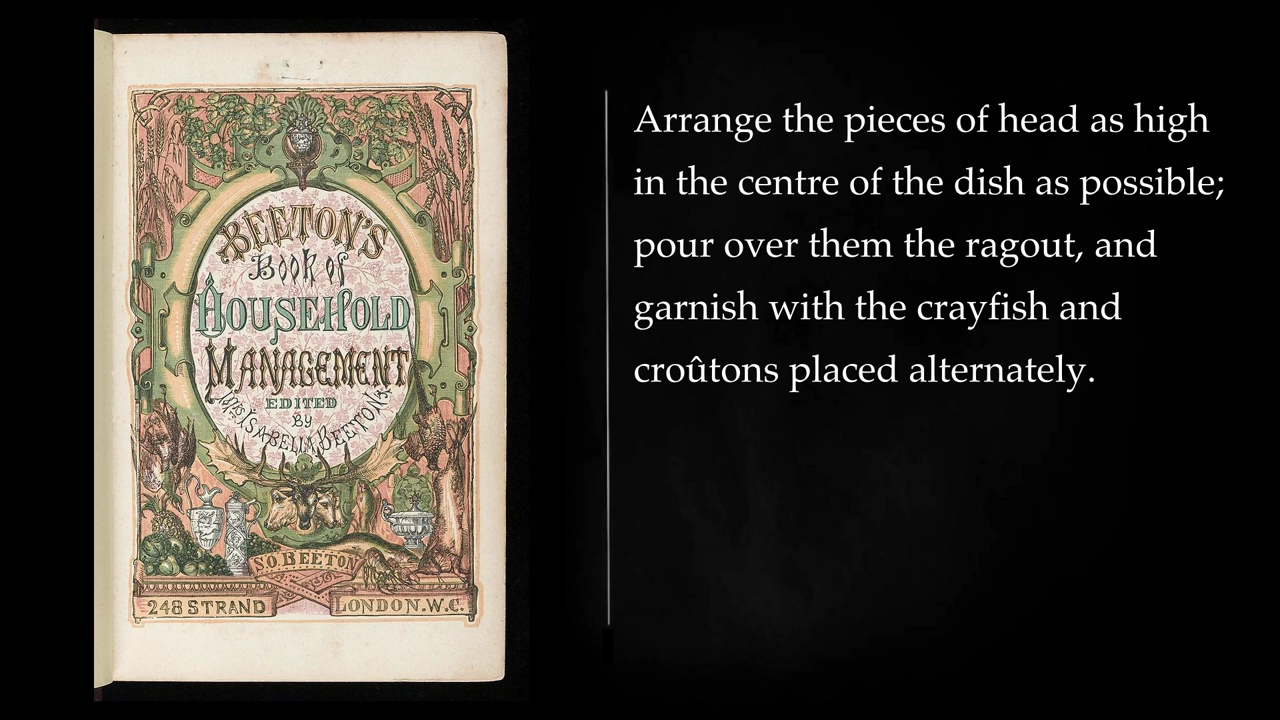 BEETON'S
Book of
HOUSEHOLD
MANAGEMENT
EDITED
BY
MRS ISABELLA BEETON
S.O. BEETON
248 STRAND
LONDON. W.C.
Arrange the pieces of head as high
in the centre of the dish as possible;
pour over them the ragout, and
garnish with the crayfish and
croûtons placed alternately.